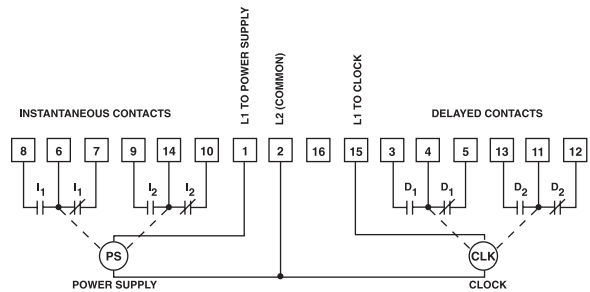 L1 TO POWER SUPPLY
L2 (COMMON)
L1 TO CLOCK
INSTANTANEOUS CONTACTS
DELAYED CONTACTS
8 6 7 9 14 10 1 2 16 15 3 4 5 13 11 12
I1 I1 I2 I2 D1 D1 D2 D2
PS CLK
POWER SUPPLY CLOCK